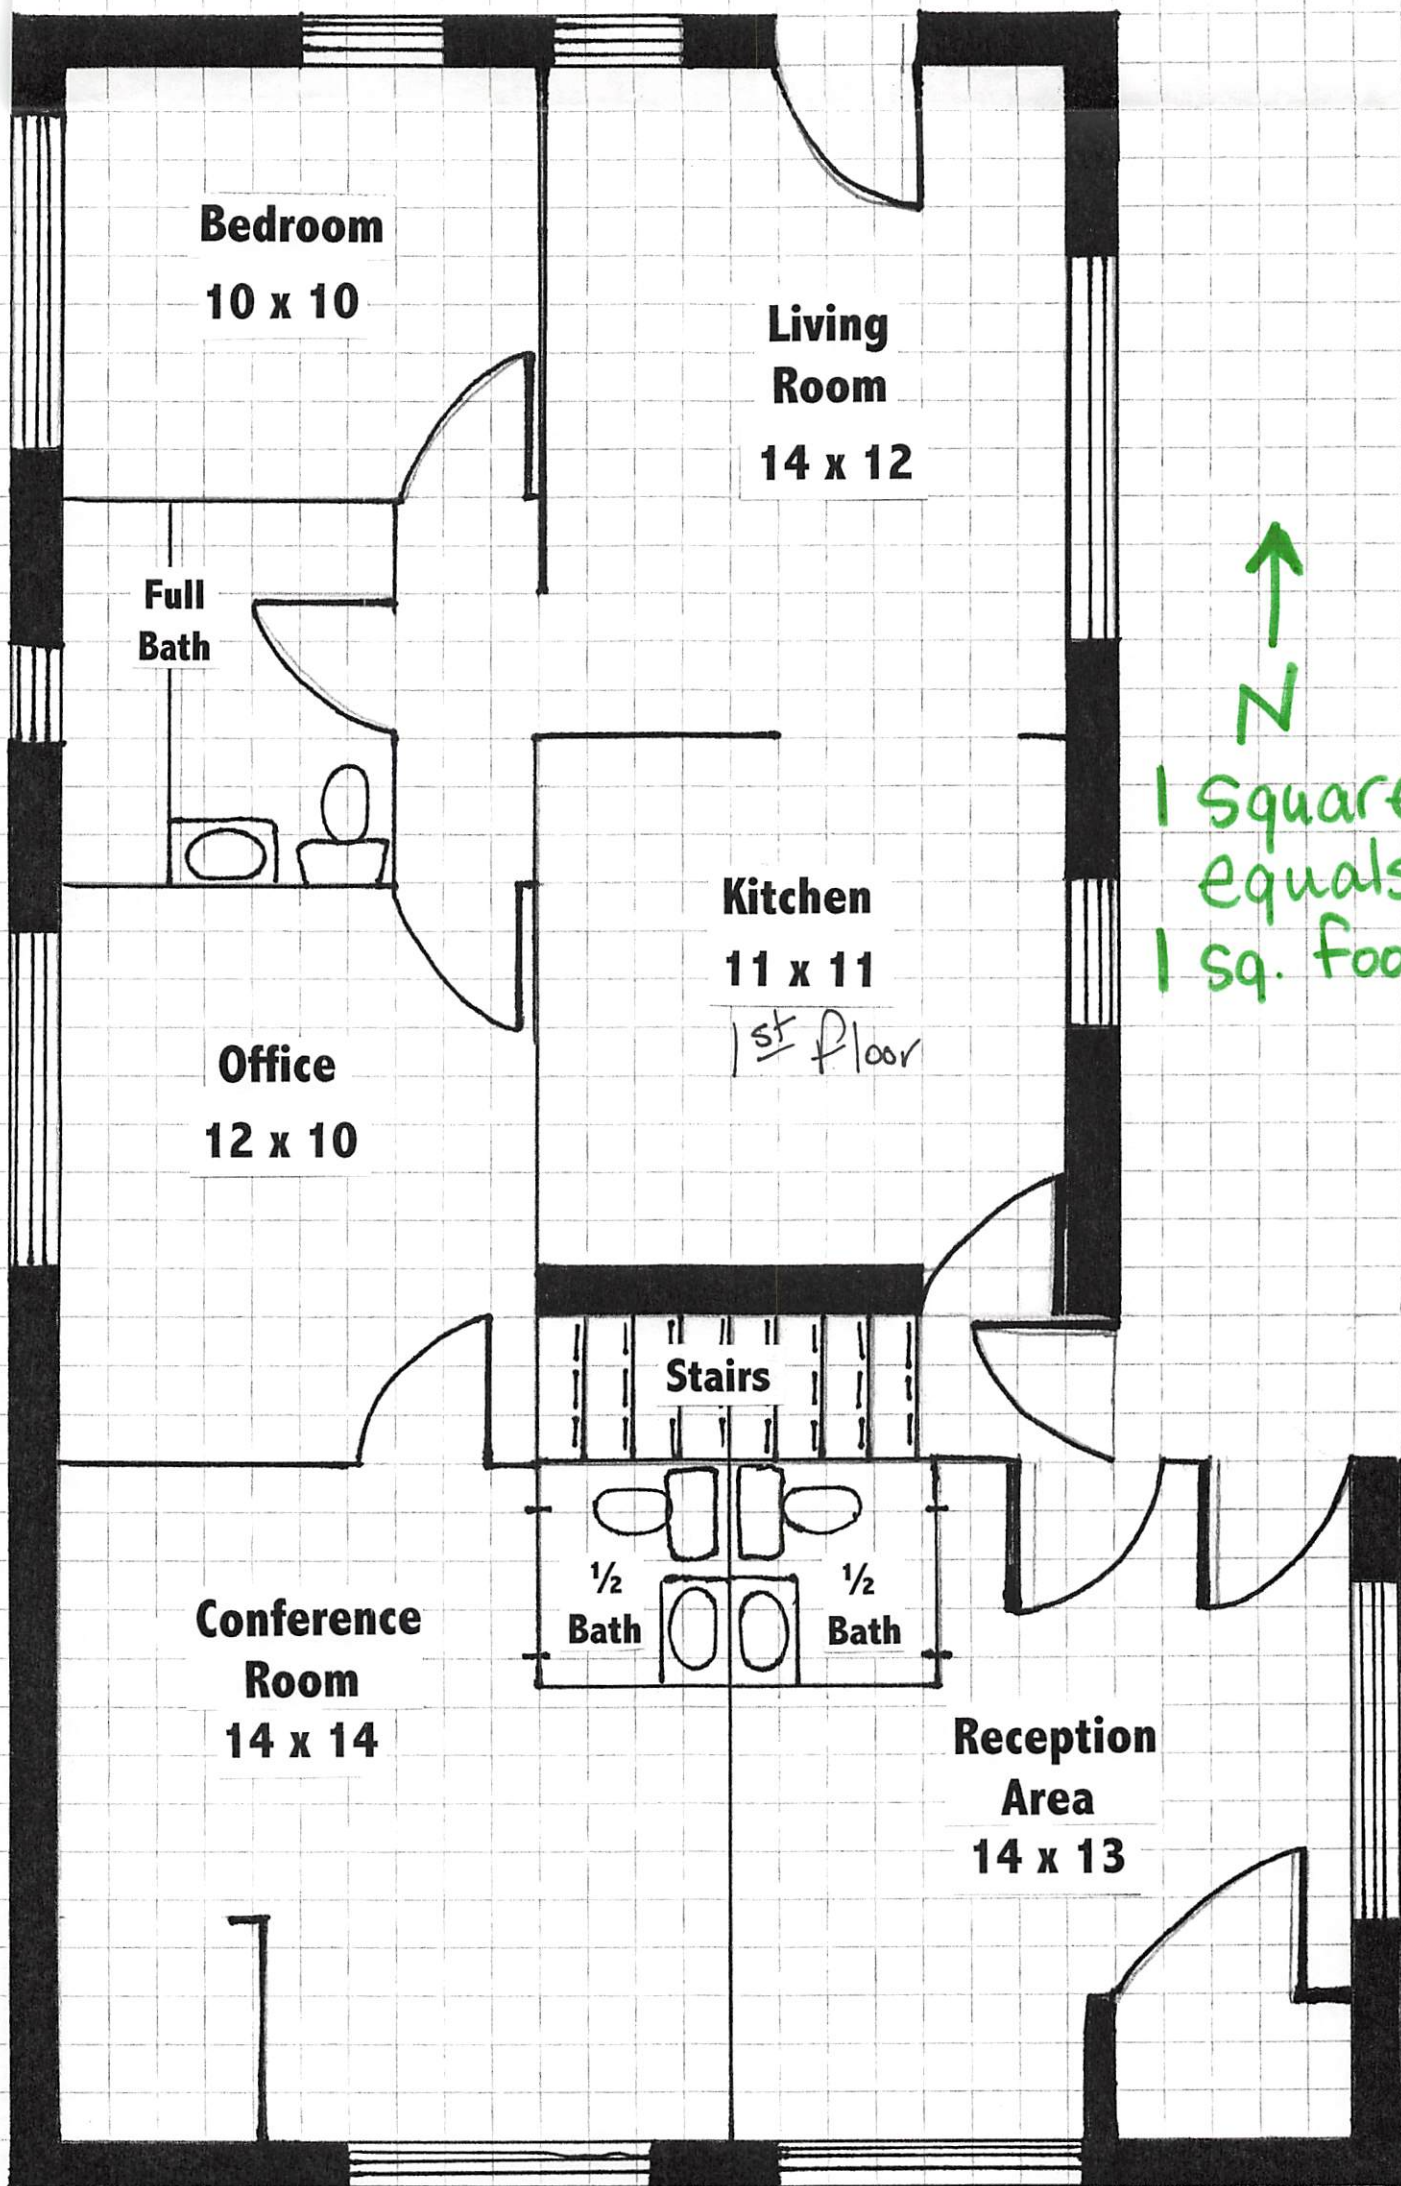 Bedroom
10 x 10
Living
Room
14 x 12
Full
Bath
N
1 square
equals
1 sq. foo
Kitchen
11 x 11
1st floor
Office
12 x 10
Stairs
½
Bath
½
Bath
Conference
Room
14 x 14
Reception
Area
14 x 13